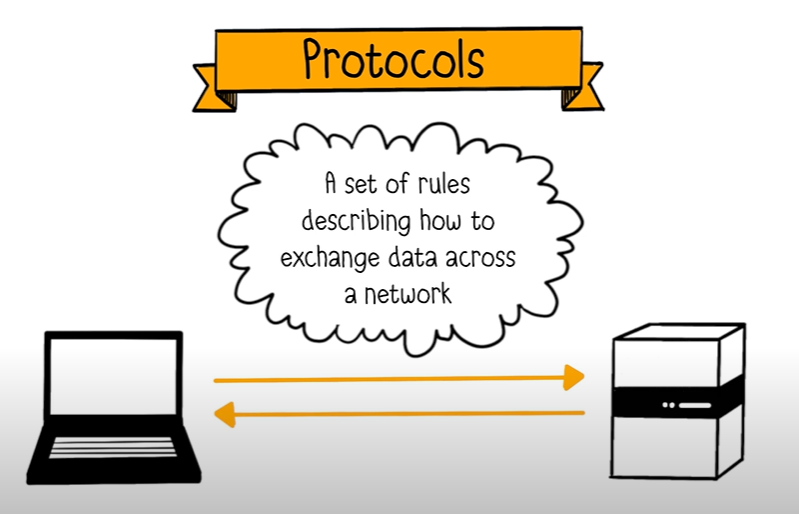 Protocols
A set of rules
describing how to
exchange data across
a network